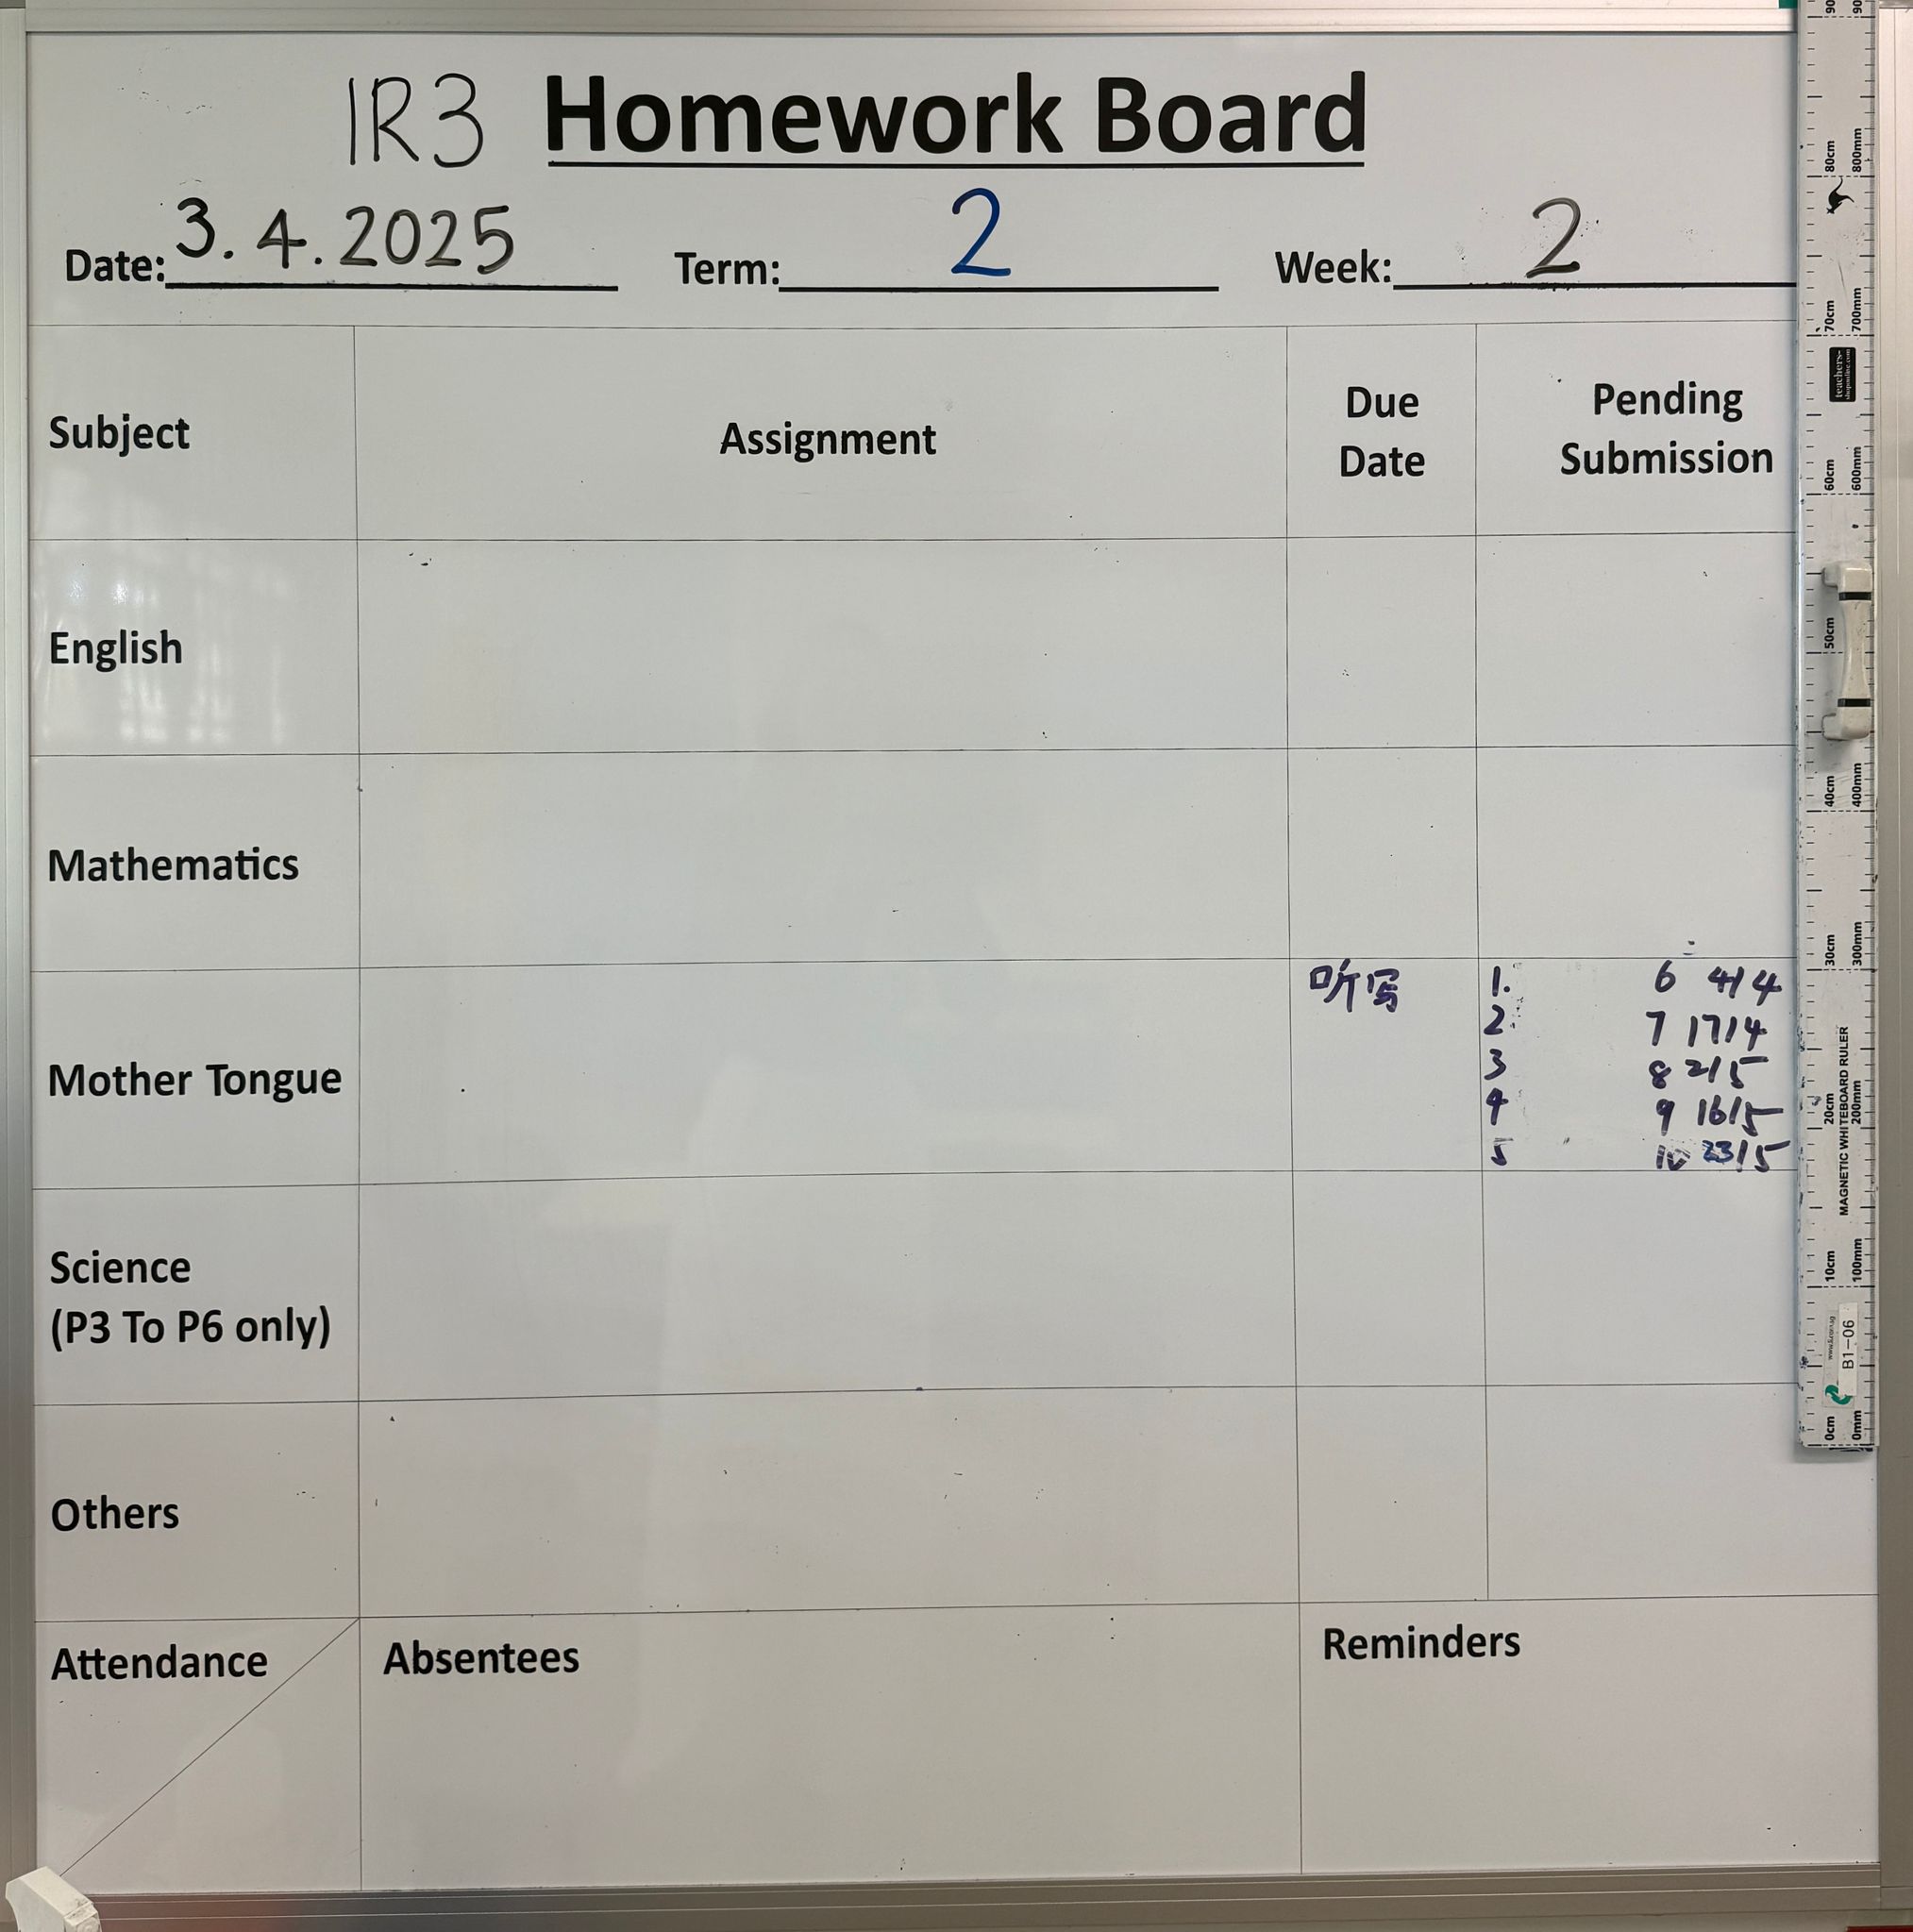 1R3 Homework Board
Date: 3.4.2025 Term: 2 Week: 2
Subject Assignment Due Date Pending Submission
English
Mathematics
Mother Tongue 听写
1. 6 4/4
2. 7 17/4
3 8 2/5
4 9 16/5
5 10 23/5
Science
(P3 To P6 only)
Others
Attendance Absentees Reminders
90 90
80cm 800mm
70cm 700mm
teachers-
60cm 600mm
50cm
40cm 400mm
30cm 300mm
MAGNETIC WHITEBOARD RULER
20cm 200mm
10cm 100mm
B1-06
0cm 0mm